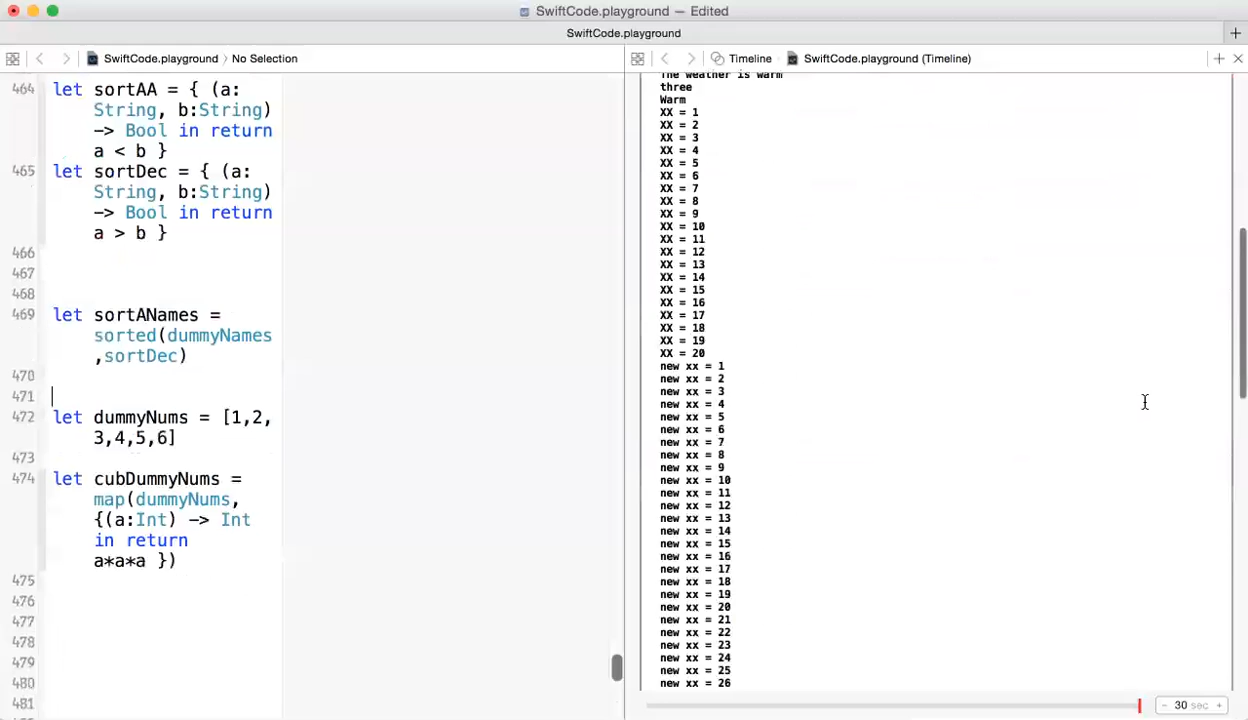 SwiftCode.playground — Edited
SwiftCode.playground
SwiftCode.playground 〉 No Selection
464 let sortAA = { (a:
String, b:String)
-> Bool in return
a < b }
465 let sortDec = { (a:
String, b:String)
-> Bool in return
a > b }
466
467
468
469 let sortANames =
sorted(dummyNames
,sortDec)
470
471
472 let dummyNums = [1,2,
3,4,5,6]
473
474 let cubDummyNums =
map(dummyNums,
{(a:Int) -> Int
in return
a*a*a })
475
476
477
478
479
480
481
Timeline SwiftCode.playground (Timeline)
The weather is warm
three
Warm
XX = 1
XX = 2
XX = 3
XX = 4
XX = 5
XX = 6
XX = 7
XX = 8
XX = 9
XX = 10
XX = 11
XX = 12
XX = 13
XX = 14
XX = 15
XX = 16
XX = 17
XX = 18
XX = 19
XX = 20
new xx = 1
new xx = 2
new xx = 3
new xx = 4
new xx = 5
new xx = 6
new xx = 7
new xx = 8
new xx = 9
new xx = 10
new xx = 11
new xx = 12
new xx = 13
new xx = 14
new xx = 15
new xx = 16
new xx = 17
new xx = 18
new xx = 19
new xx = 20
new xx = 21
new xx = 22
new xx = 23
new xx = 24
new xx = 25
new xx = 26
- 30 sec +